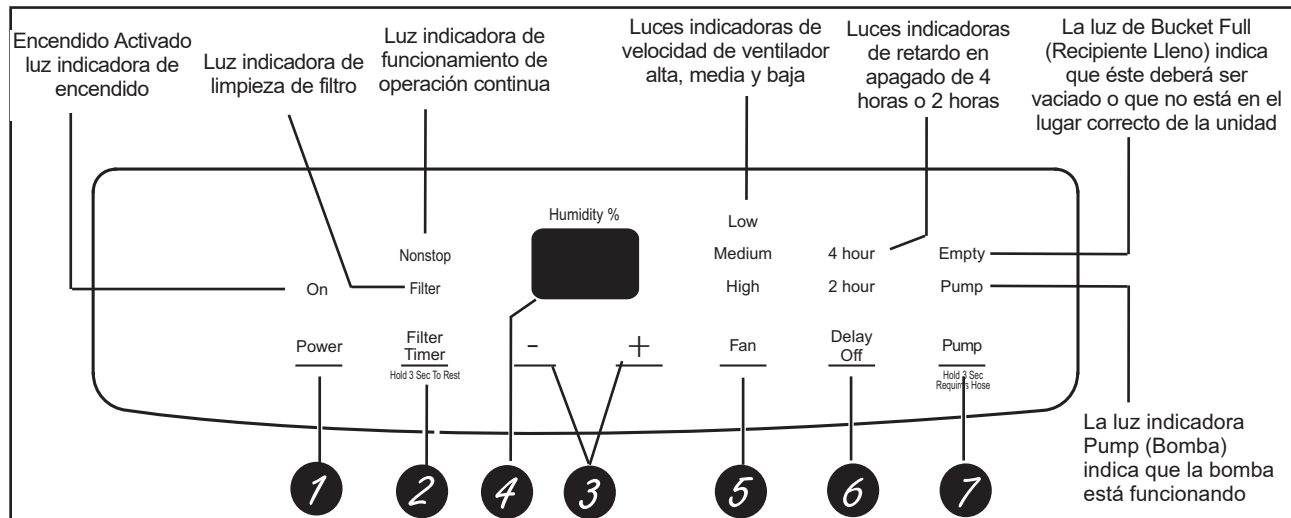 Encendido Activado
luz indicadora de
encendido
Luz indicadora de
limpieza de filtro
Luz indicadora de
funcionamiento de
operación continua
Luces indicadoras de
velocidad de ventilador
alta, media y baja
Luces indicadoras
de retardo en
apagado de 4
horas o 2 horas
La luz de Bucket Full
(Recipiente Lleno) indica
que éste deberá ser
vaciado o que no está en el
lugar correcto de la unidad
Humidity %
Low
Nonstop
Medium
4 hour
Empty
On
Filter
High
2 hour
Pump
Power
Filter
Timer
Hold 3 Sec To Rest
-
+
Fan
Delay
Off
Pump
Hold 3 Sec
Requires Hose
La luz indicadora
Pump (Bomba)
indica que la bomba
está funcionando
1
2
4
3
5
6
7